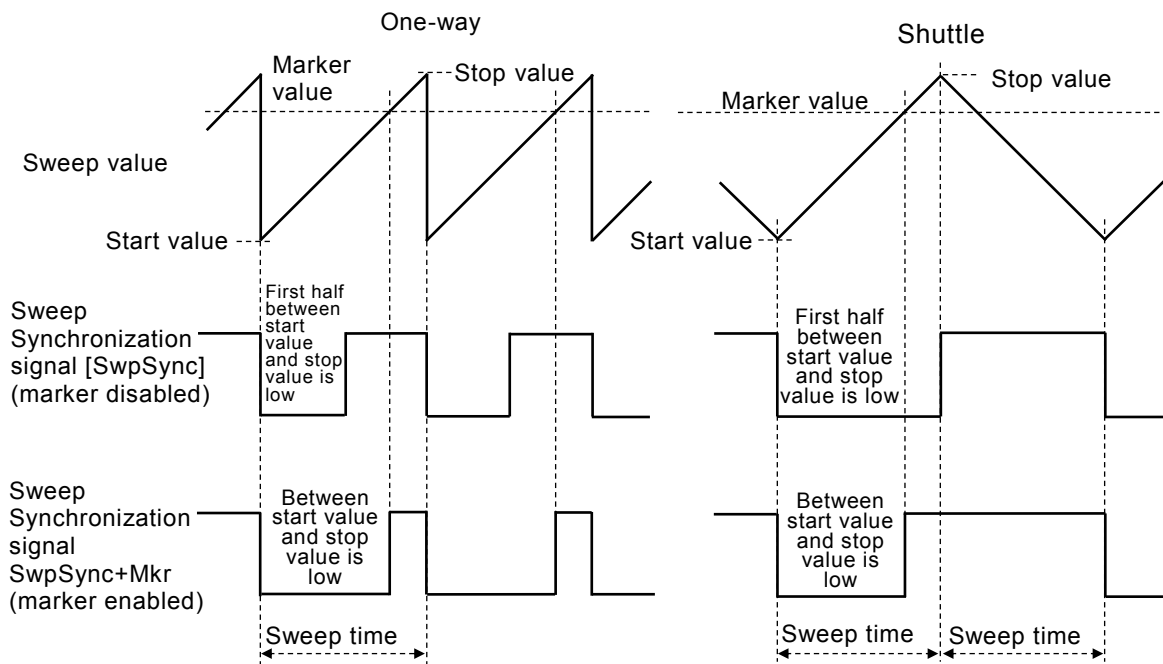 One-way
Shuttle
Marker
value
Stop value
Stop value
Marker value
Sweep value
Start value
Start value
Sweep
Synchronization
signal [SwpSync]
(marker disabled)
First half
between
start
value
and stop
value is
low
First half
between
start value
and stop
value is low
Sweep
Synchronization
signal
SwpSync+Mkr
(marker enabled)
Between
start value
and stop
value is
low
Between
start value
and stop
value is
low
Sweep time
Sweep time
Sweep time